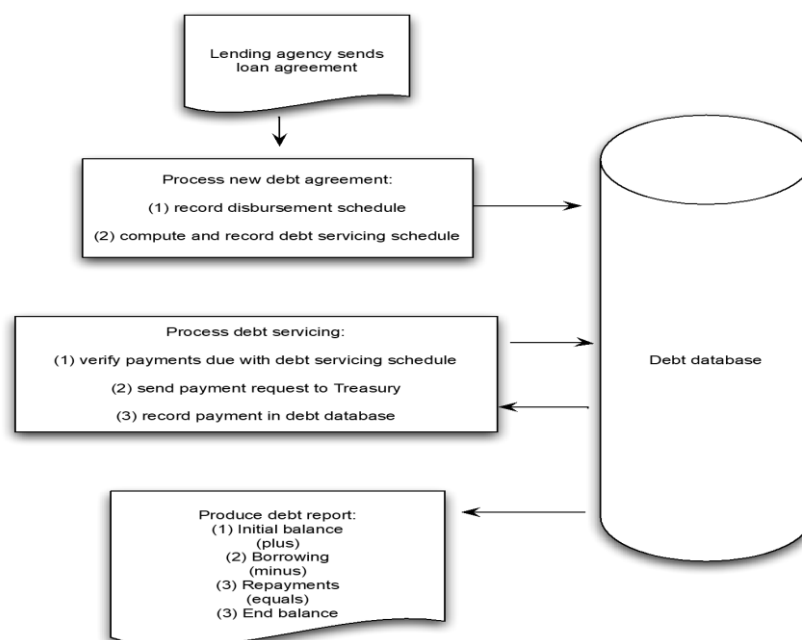 Lending agency sends
loan agreement
Process new debt agreement:
(1) record disbursement schedule
(2) compute and record debt servicing schedule
Process debt servicing:
(1) verify payments due with debt servicing schedule
(2) send payment request to Treasury
(3) record payment in debt database
Debt database
Produce debt report:
(1) Initial balance
(plus)
(2) Borrowing
(minus)
(3) Repayments
(equals)
(3) End balance